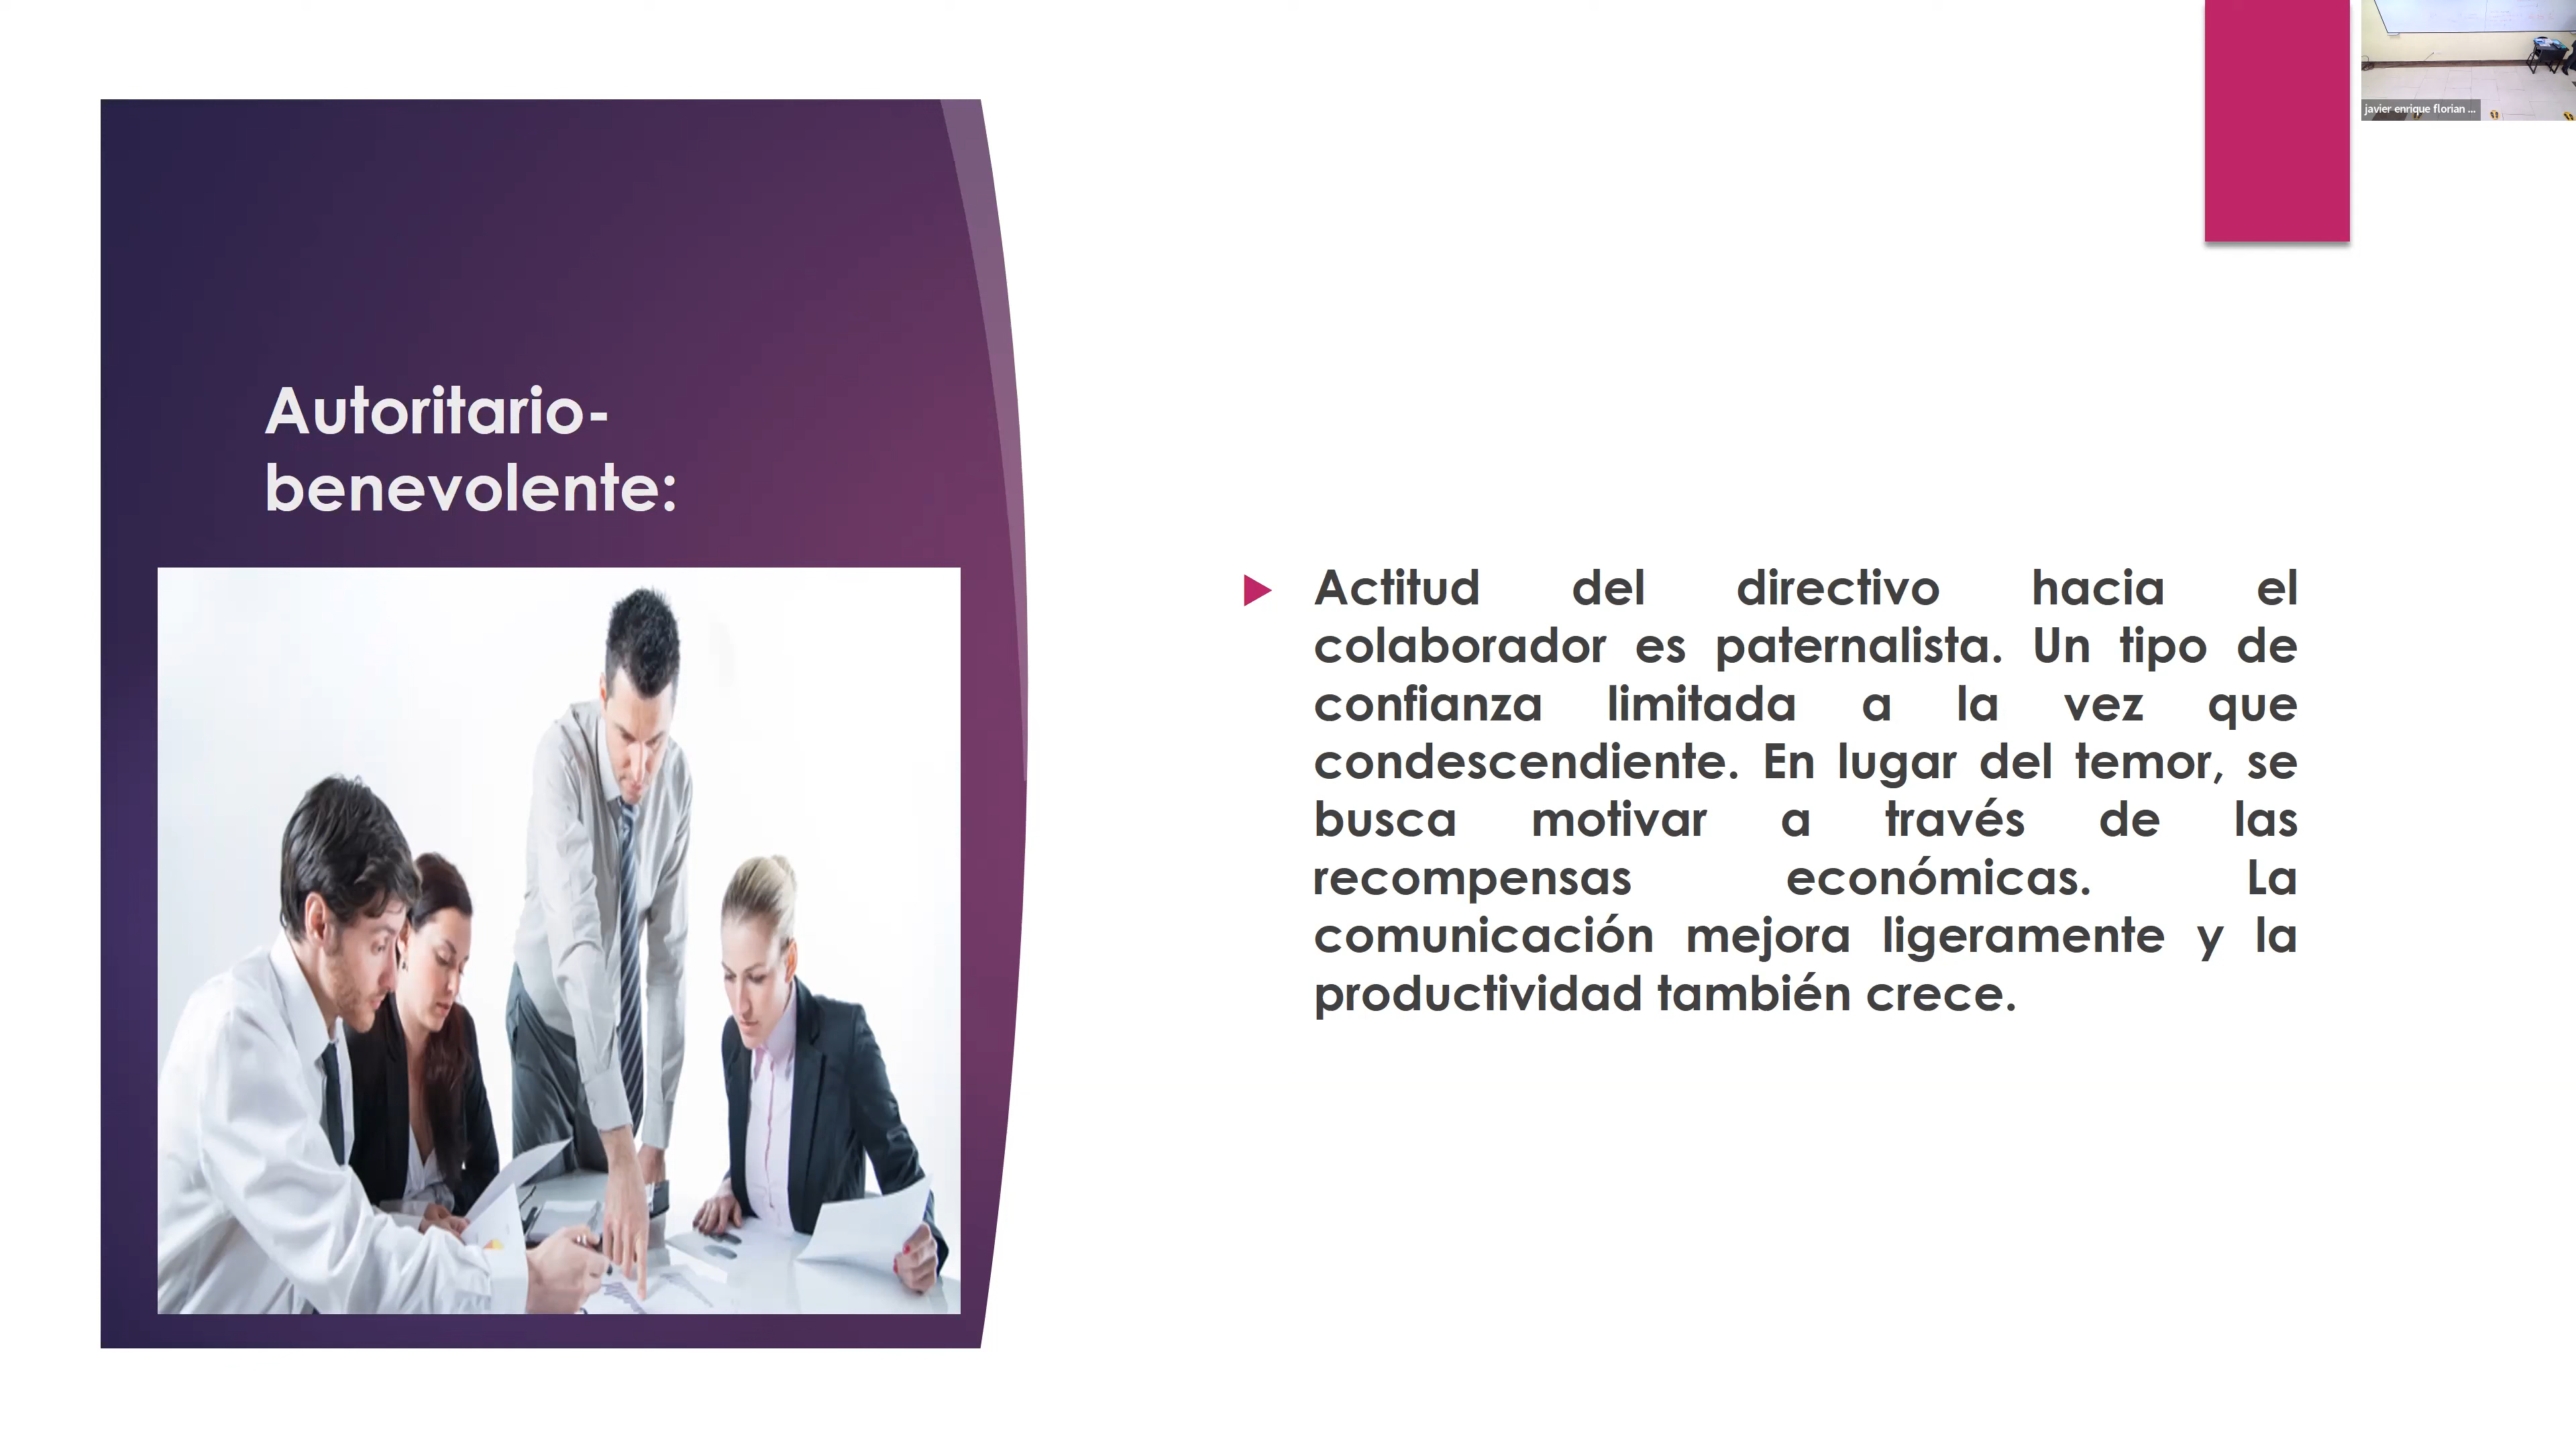 javier enrique florian ...
Autoritario-
benevolente:
Actitud del directivo hacia el
colaborador es paternalista. Un tipo de
confianza limitada a la vez que
condescendiente. En lugar del temor, se
busca motivar a través de las
recompensas económicas. La
comunicación mejora ligeramente y la
productividad también crece.